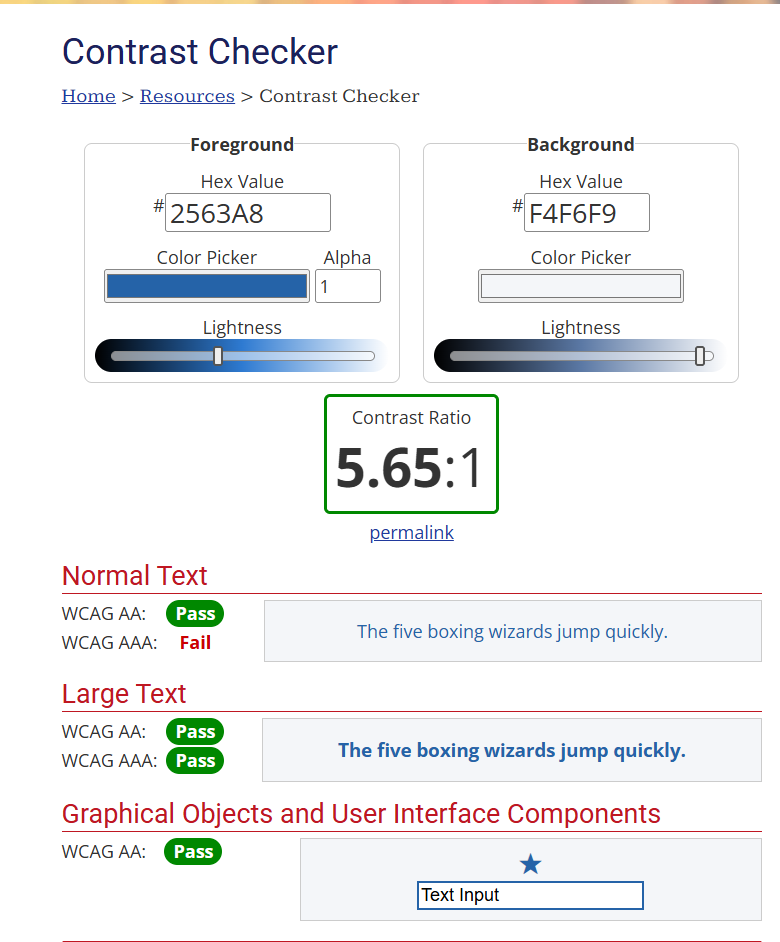 Contrast Checker
Home > Resources > Contrast Checker
Foreground
Hex Value
# 2563A8
Color Picker Alpha
1
Lightness
Background
Hex Value
# F4F6F9
Color Picker
Lightness
Contrast Ratio
5.65:1
permalink
Normal Text
WCAG AA: Pass
WCAG AAA: Fail
The five boxing wizards jump quickly.
Large Text
WCAG AA: Pass
WCAG AAA: Pass
The five boxing wizards jump quickly.
Graphical Objects and User Interface Components
WCAG AA: Pass
Text Input